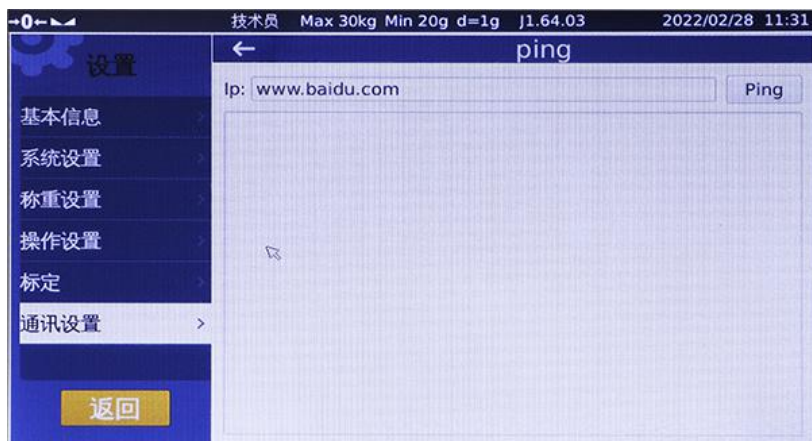 →0← 技术员 Max 30kg Min 20g d=1g J1.64.03 2022/02/28 11:31
设置
← ping
Ip: www.baidu.com Ping
基本信息
系统设置
称重设置
操作设置
标定
通讯设置 >
返回